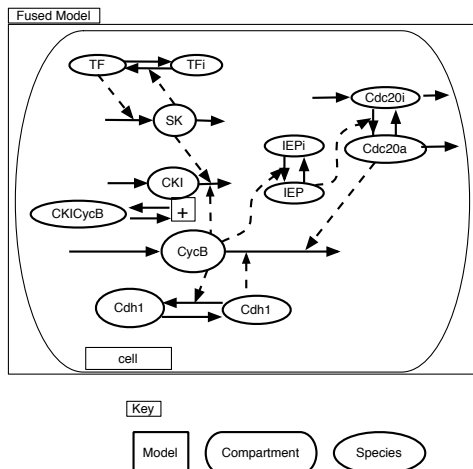 Fused Model
TF
TFi
Cdc20i
SK
IEPi
Cdc20a
CKI
IEP
CKICycB
+
CycB
Cdh1
Cdh1
cell
Key
Model
Compartment
Species